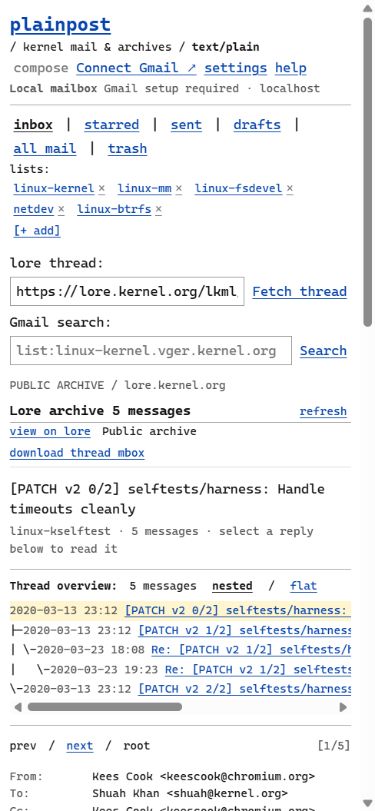 plainpost
/ kernel mail & archives / text/plain
compose Connect Gmail ↗ settings help
Local mailbox Gmail setup required · localhost
inbox | starred | sent | drafts |
all mail | trash
lists:
linux-kernel × linux-mm × linux-fsdevel ×
netdev × linux-btrfs ×
[+ add]
lore thread:
https://lore.kernel.org/lkml Fetch thread
Gmail search:
list:linux-kernel.vger.kernel.org Search
PUBLIC ARCHIVE / lore.kernel.org
Lore archive 5 messages refresh
view on lore Public archive
download thread mbox
[PATCH v2 0/2] selftests/harness: Handle
timeouts cleanly
linux-kselftest · 5 messages · select a reply
below to read it
Thread overview: 5 messages nested / flat
2020-03-13 23:12 [PATCH v2 0/2] selftests/harness:
├─2020-03-13 23:12 [PATCH v2 1/2] selftests/harness
| \-2020-03-23 18:08 Re: [PATCH v2 1/2] selftests/h
|   \-2020-03-23 19:23 Re: [PATCH v2 1/2] selftests
\-2020-03-13 23:12 [PATCH v2 2/2] selftests/harness
prev / next / root [1/5]
From: Kees Cook <keescook@chromium.org>
To: Shuah Khan <shuah@kernel.org>
Cc: Kees Cook <keescook@chromium.org>